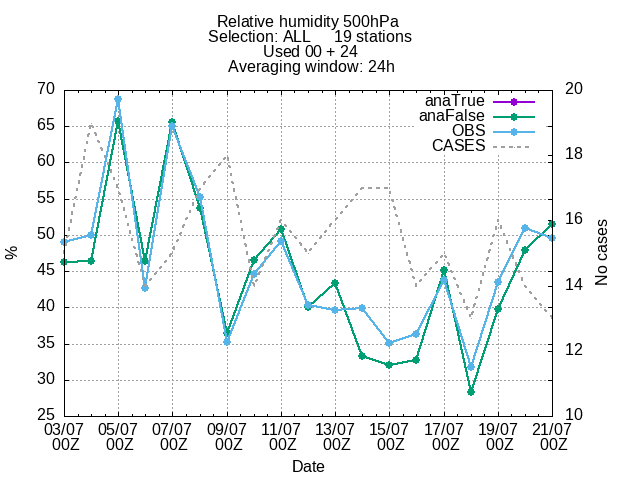 Relative humidity 500hPa
Selection: ALL 19 stations
Used 00 + 24
Averaging window: 24h
anaTrue
anaFalse
OBS
CASES
70
65
60
55
50
45
40
35
30
25
%
20
18
16
14
12
10
No cases
03/07 05/07 07/07 09/07 11/07 13/07 15/07 17/07 19/07 21/07
00Z 00Z 00Z 00Z 00Z 00Z 00Z 00Z 00Z 00Z
Date